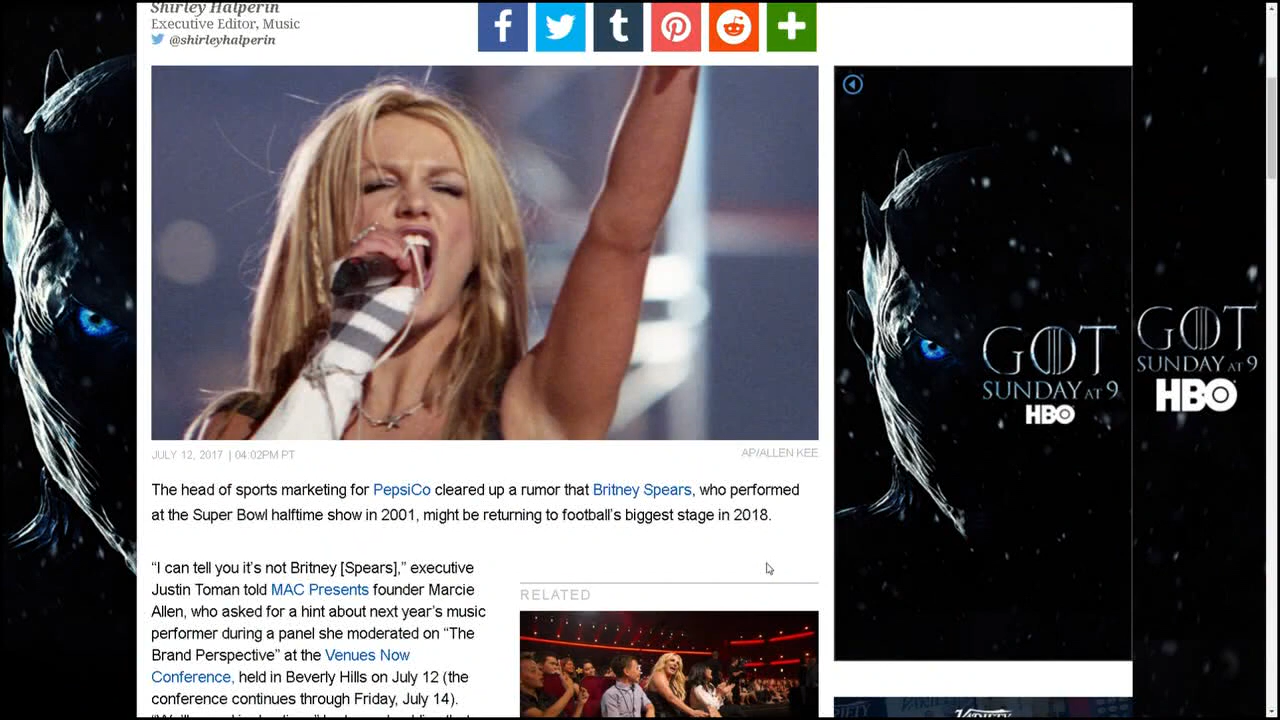 Shirley Halperin
Executive Editor, Music
@shirleyhalperin
JULY 12, 2017 | 04:02PM PT
AP/ALLEN KEE
The head of sports marketing for PepsiCo cleared up a rumor that Britney Spears, who performed
at the Super Bowl halftime show in 2001, might be returning to football's biggest stage in 2018.
“I can tell you it's not Britney [Spears],” executive
Justin Toman told MAC Presents founder Marcie
Allen, who asked for a hint about next year's music
performer during a panel she moderated on “The
Brand Perspective” at the Venues Now
Conference, held in Beverly Hills on July 12 (the
conference continues through Friday, July 14).
RELATED
GOT
SUNDAY AT 9
HBO
GOT
SUNDAY AT 9
HBO
VARIETY